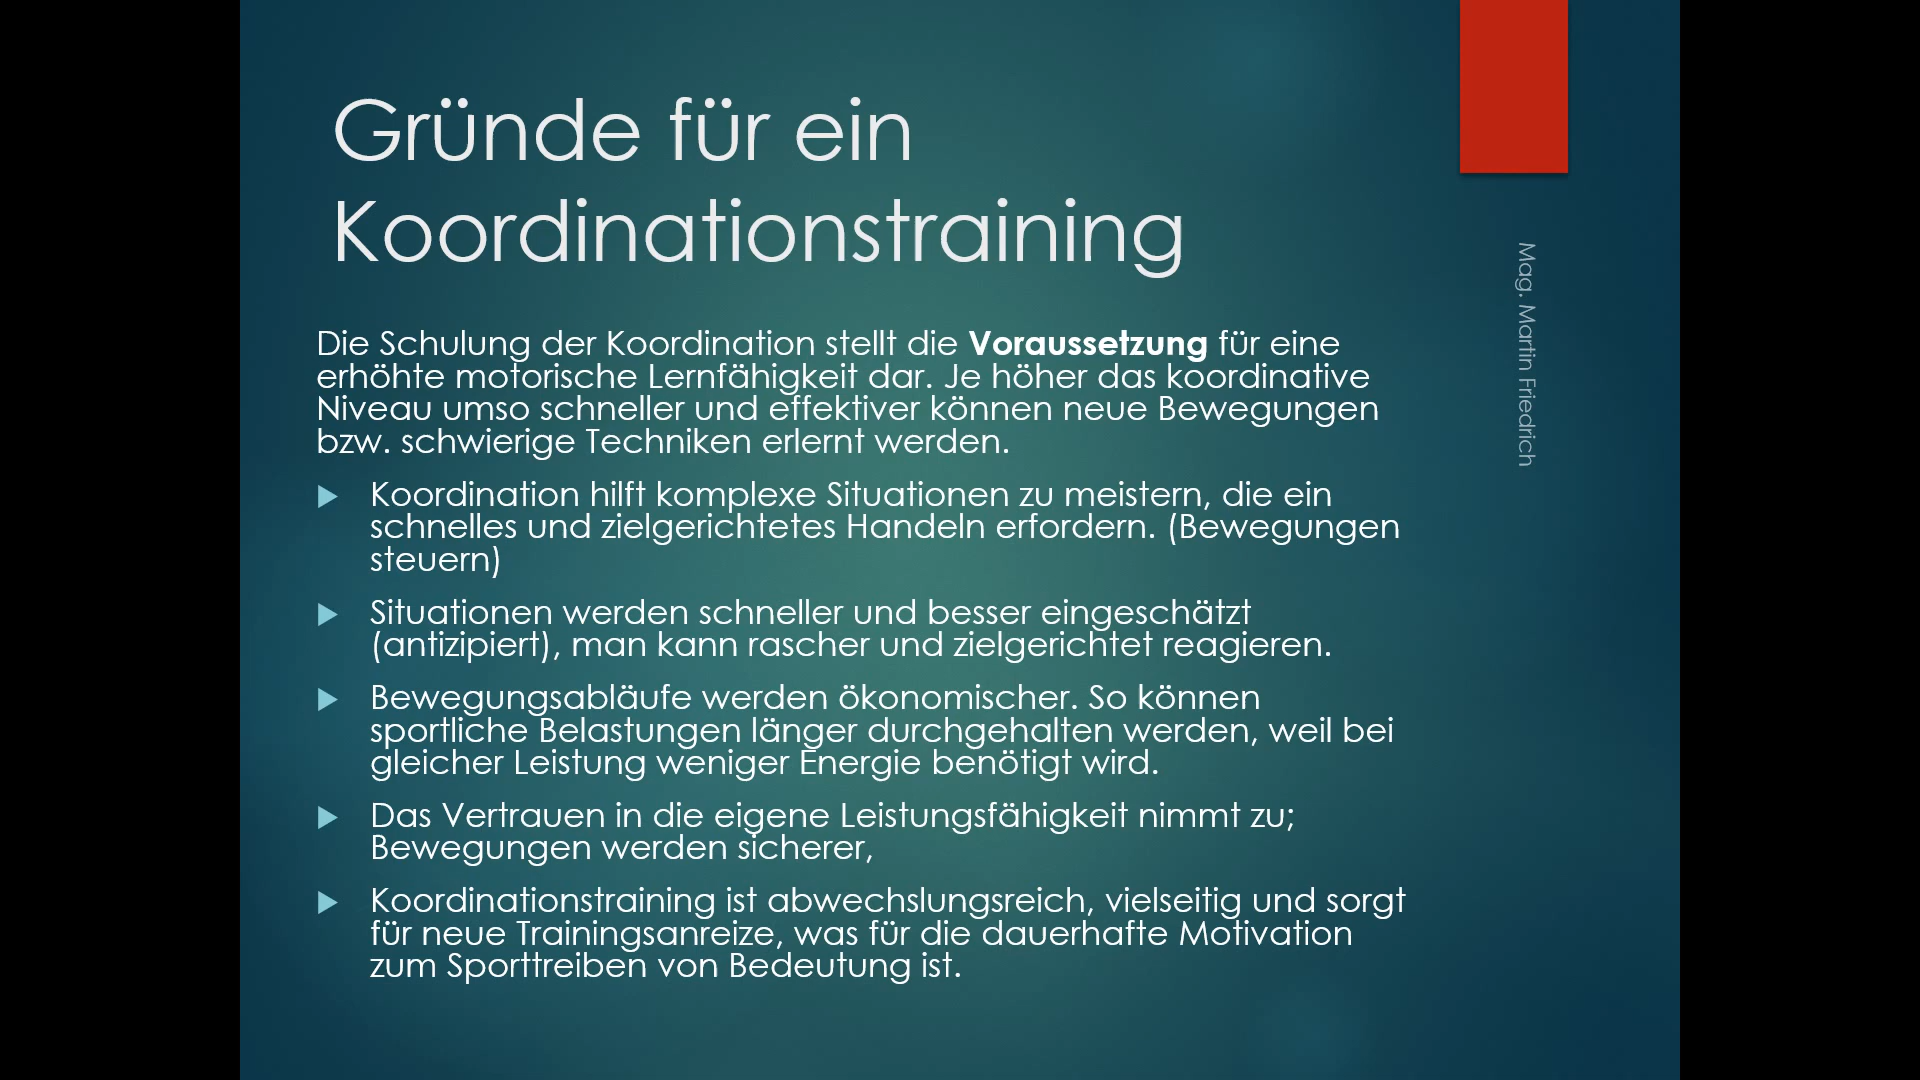 Gründe für ein
Koordinationstraining
Die Schulung der Koordination stellt die Voraussetzung für eine
erhöhte motorische Lernfähigkeit dar. Je höher das koordinative
Niveau umso schneller und effektiver können neue Bewegungen
bzw. schwierige Techniken erlernt werden.
Koordination hilft komplexe Situationen zu meistern, die ein
schnelles und zielgerichtetes Handeln erfordern. (Bewegungen
steuern)
Situationen werden schneller und besser eingeschätzt
(antizipiert), man kann rascher und zielgerichtet reagieren.
Bewegungsabläufe werden ökonomischer. So können
sportliche Belastungen länger durchgehalten werden, weil bei
gleicher Leistung weniger Energie benötigt wird.
Das Vertrauen in die eigene Leistungsfähigkeit nimmt zu;
Bewegungen werden sicherer,
Koordinationstraining ist abwechslungsreich, vielseitig und sorgt
für neue Trainingsanreize, was für die dauerhafte Motivation
zum Sporttreiben von Bedeutung ist.
Mag. Martin Friedrich